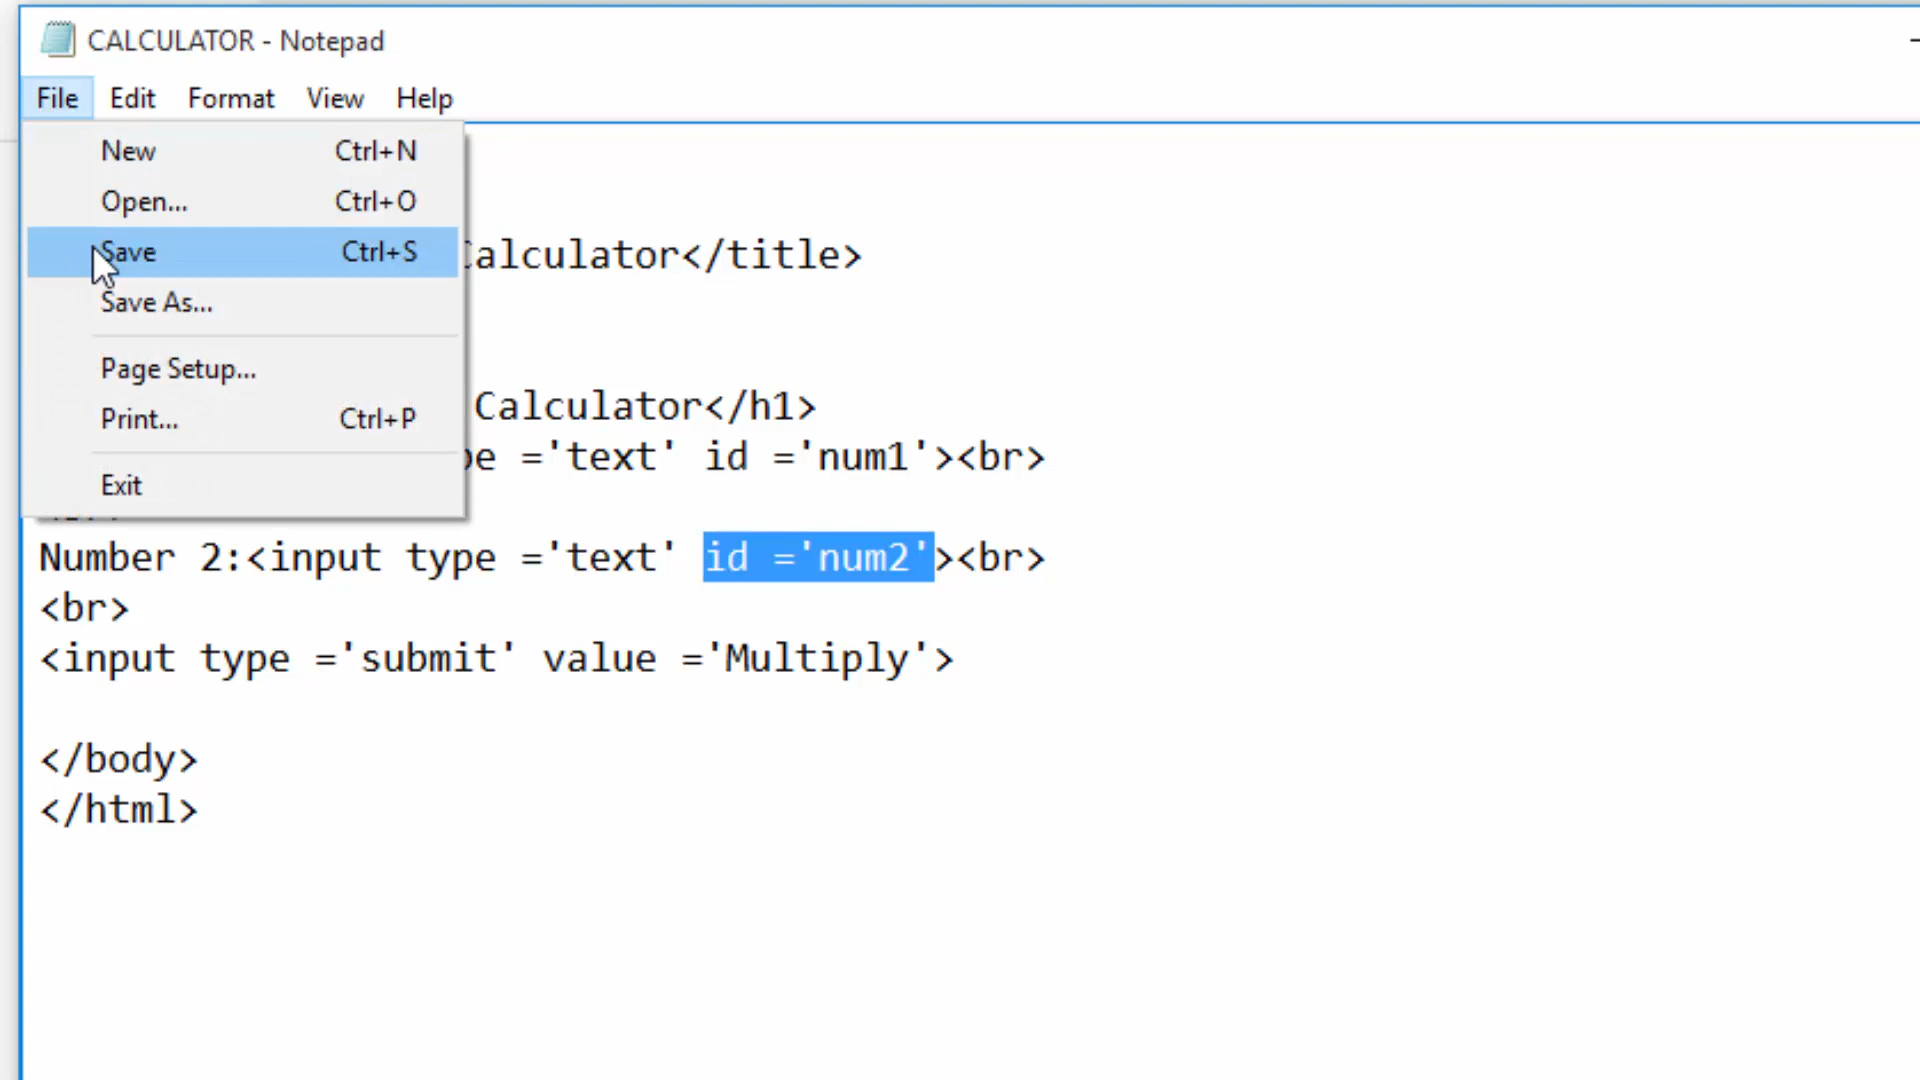 CALCULATOR - Notepad
File Edit Format View Help
New Ctrl+N
Open... Ctrl+O
Save Ctrl+S
Save As...
Page Setup...
Print... Ctrl+P
Exit
Calculator</title>
Calculator</h1>
pe ='text' id ='num1'><br>
Number 2:<input type ='text' id ='num2'><br>
<br>
<input type ='submit' value ='Multiply'>
</body>
</html>